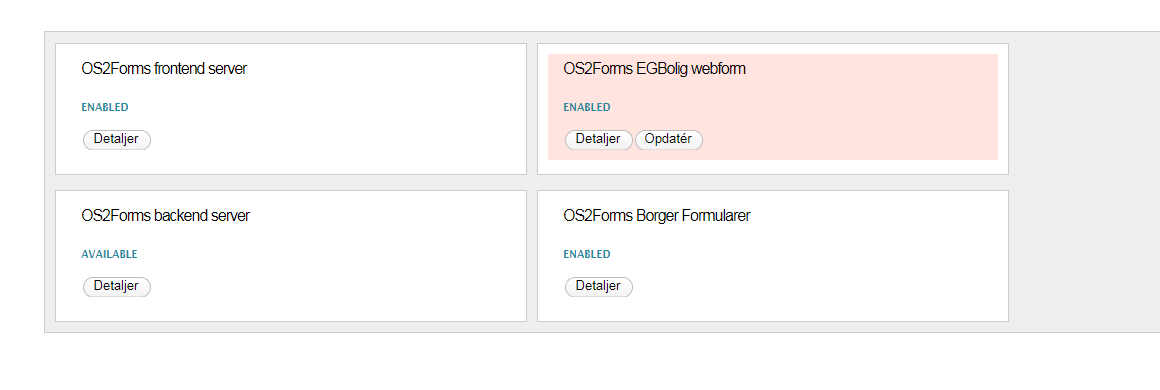 OS2Forms frontend server
ENABLED
Detaljer
OS2Forms EGBolig webform
ENABLED
Detaljer Opdatér
OS2Forms backend server
AVAILABLE
Detaljer
OS2Forms Borger Formularer
ENABLED
Detaljer